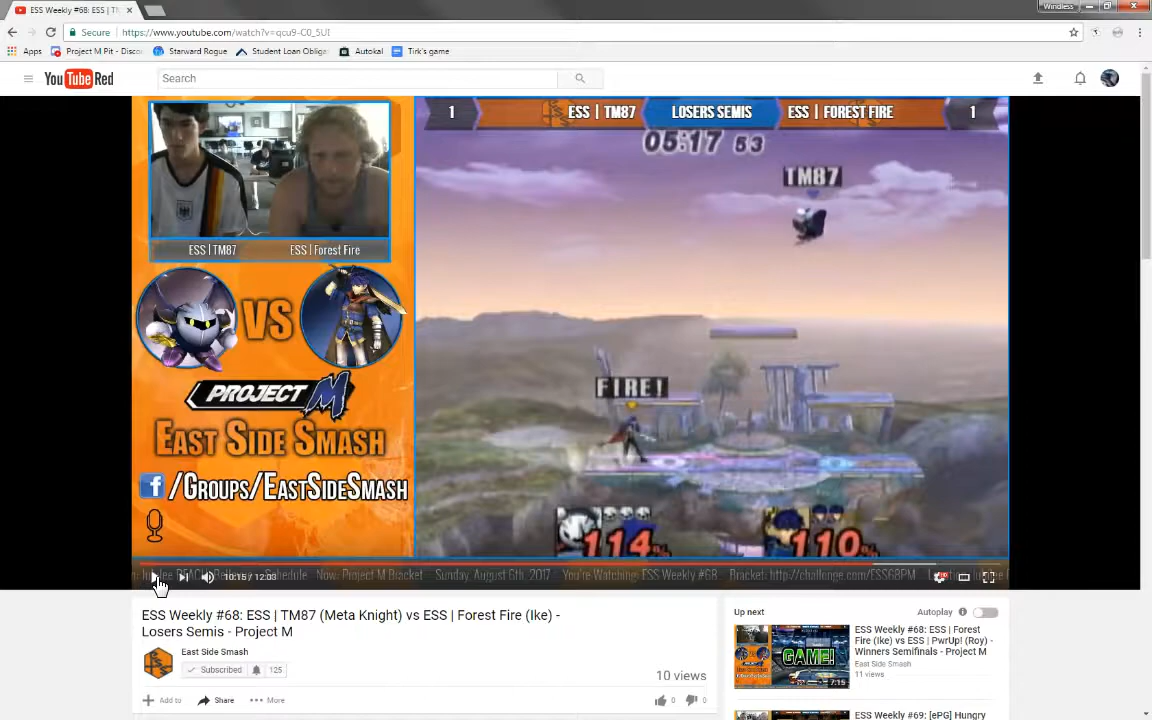 ESS Weekly #68: ESS | T
Windless
Secure https://www.youtube.com/watch?v=qcu9-C0_5UI
Apps Project M Pit - Discor Starward Rogue Student Loan Obliga Autokal Tirk's game
YouTube Red
Search
1 ESS | TM87 LOSERS SEMIS ESS | FOREST FIRE 1
05:17 53
TM87
ESS | TM87 ESS | Forest Fire
VS
FIRE!
PROJECT M
EAST SIDE SMASH
/GROUPS/EASTSIDESMASH
114% 110%
10:15 / 12:03
Schedule Now: Project M Bracket Sunday, August 6th, 2017 You're Watching: ESS Weekly #68 Bracket: http://challonge.com/ESS68PM
ESS Weekly #68: ESS | TM87 (Meta Knight) vs ESS | Forest Fire (Ike) -
Losers Semis - Project M
East Side Smash
Subscribed 125
10 views
Add to Share More
0 0
Up next Autoplay
ESS Weekly #68: ESS | Forest
Fire (Ike) vs ESS | PwrUp! (Roy) -
Winners Semifinals - Project M
East Side Smash
11 views
GAME!
7:15
ESS Weekly #69: [ePG] Hungry